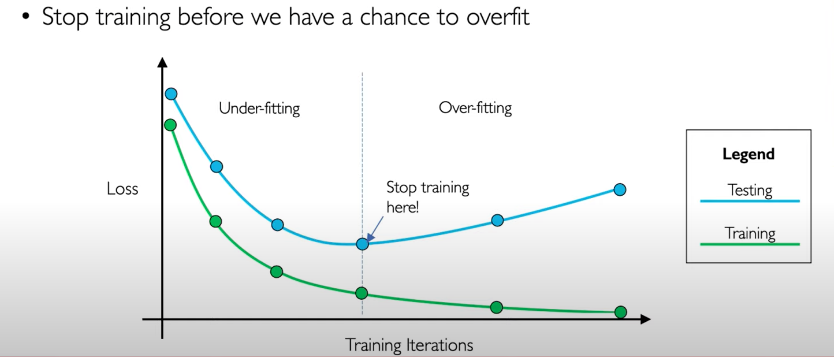 • Stop training before we have a chance to overfit
Under-fitting
Over-fitting
Loss
Stop training
here!
Training Iterations
Legend
Testing
Training